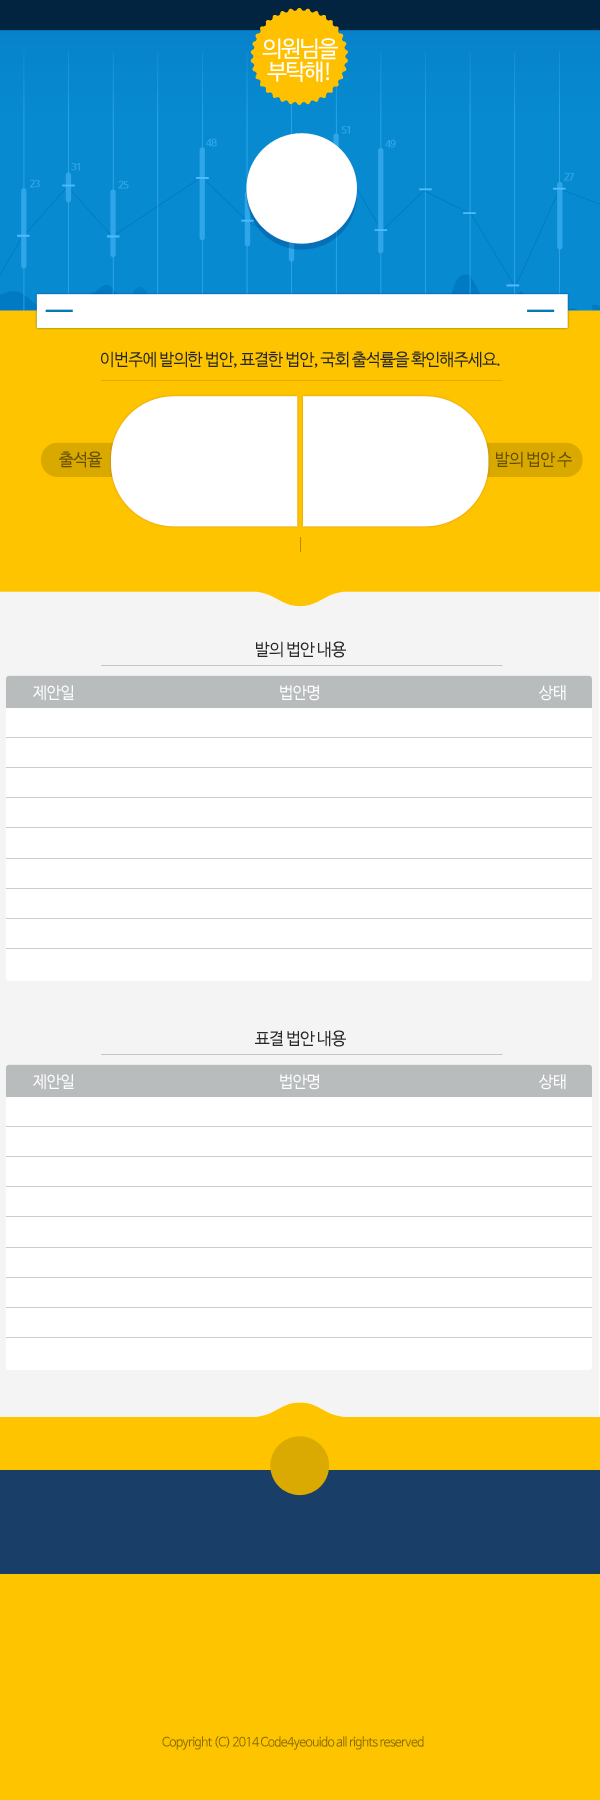 의원님을
부탁해!
51
48
49
31
27
23
25
이번주에 발의한 법안, 표결한 법안, 국회 출석률을 확인해주세요.
출석율
발의 법안 수
발의 법안 내용
제안일 법안명 상태
표결 법안 내용
제안일 법안명 상태
Copyright (C) 2014 Code4yeouido all rights reserved